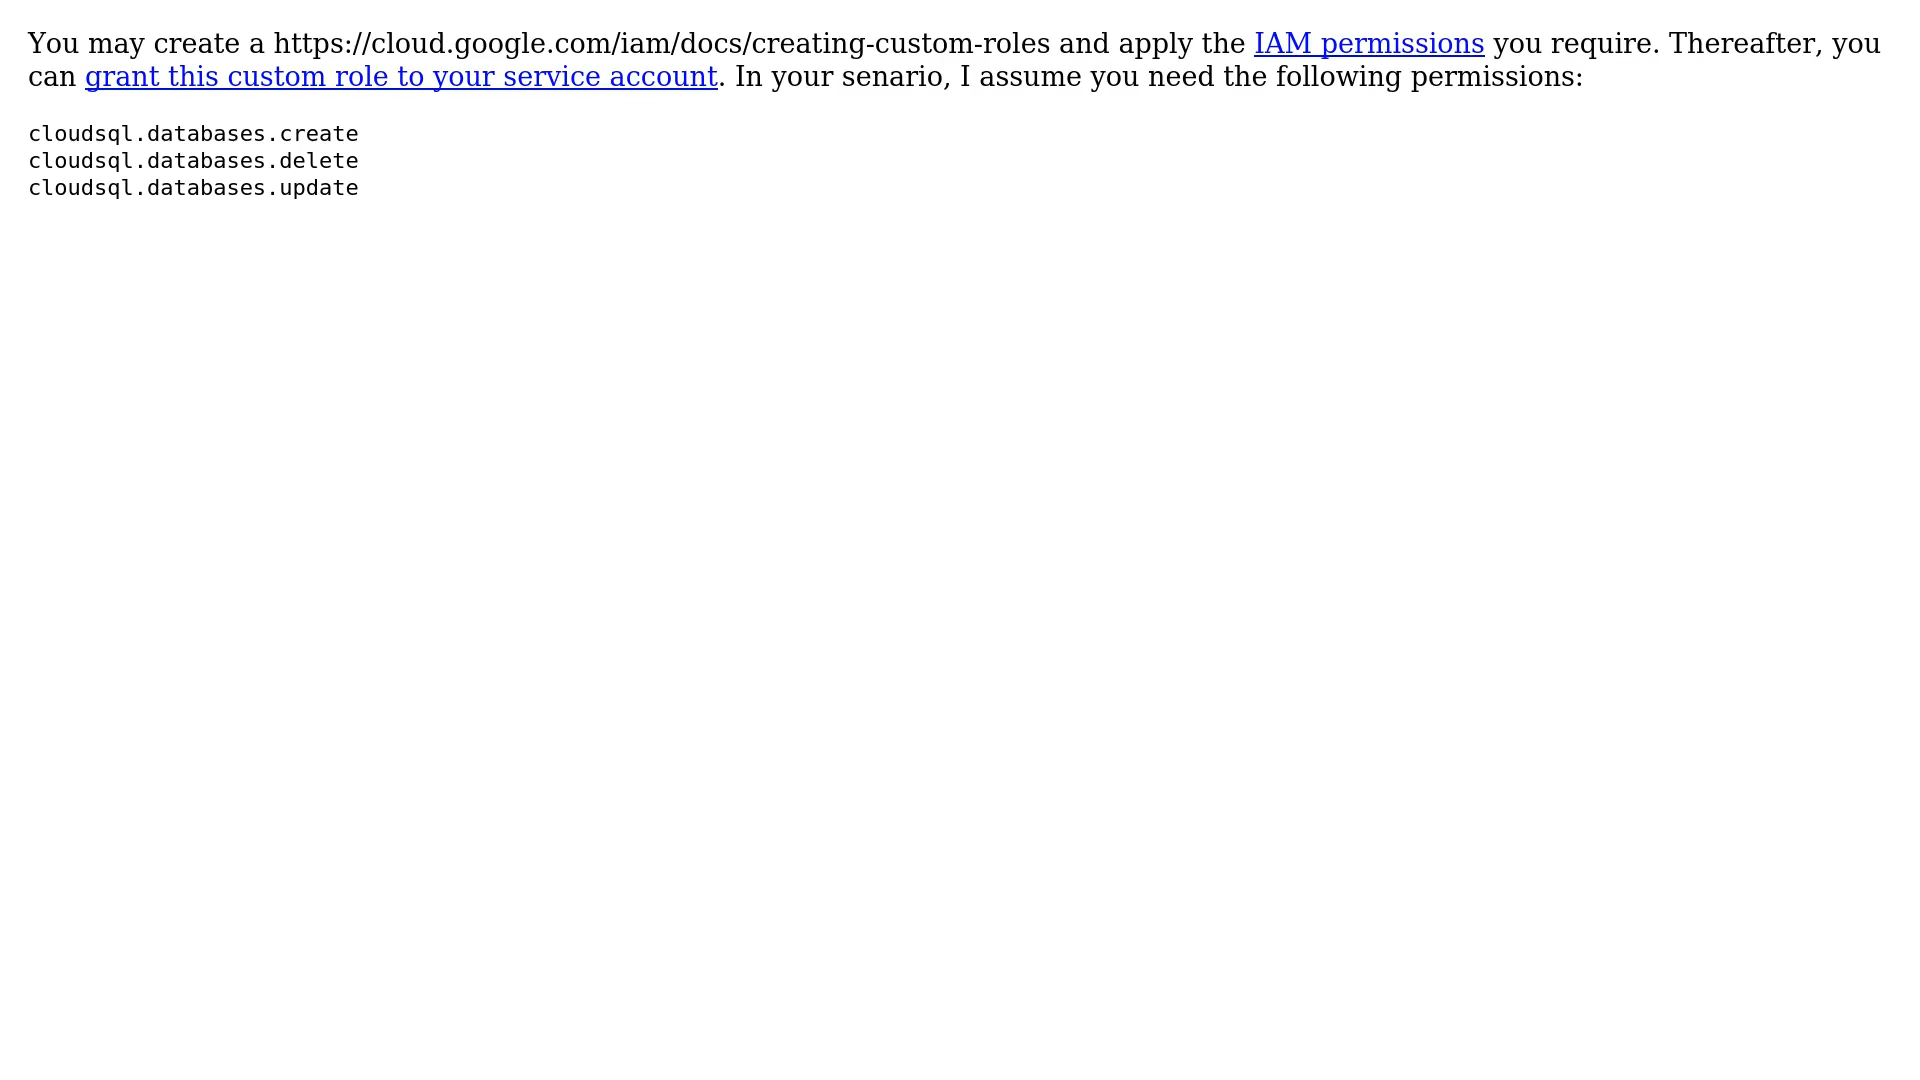 You may create a https://cloud.google.com/iam/docs/creating-custom-roles and apply the IAM permissions you require. Thereafter, you
can grant this custom role to your service account. In your senario, I assume you need the following permissions:
cloudsql.databases.create
cloudsql.databases.delete
cloudsql.databases.update